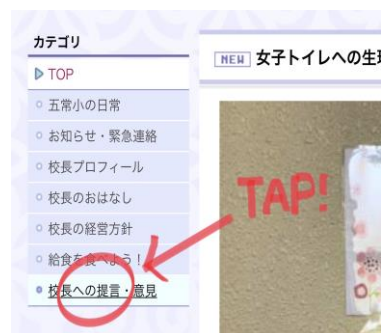 カテゴリ
TOP
五常小の日常
お知らせ・緊急連絡
校長プロフィール
校長のおはなし
校長の経営方針
給食を食べよう！
校長への提言・意見
NEW 女子トイレへの生理
TAP!